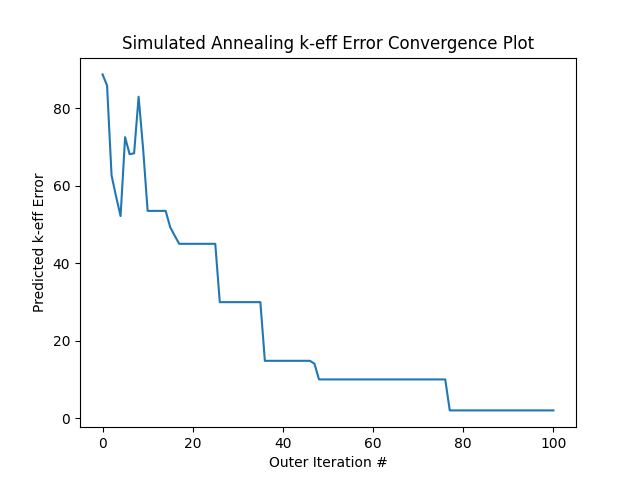 Simulated Annealing k-eff Error Convergence Plot
Predicted k-eff Error
80
60
40
20
0
0 20 40 60 80 100
Outer Iteration #